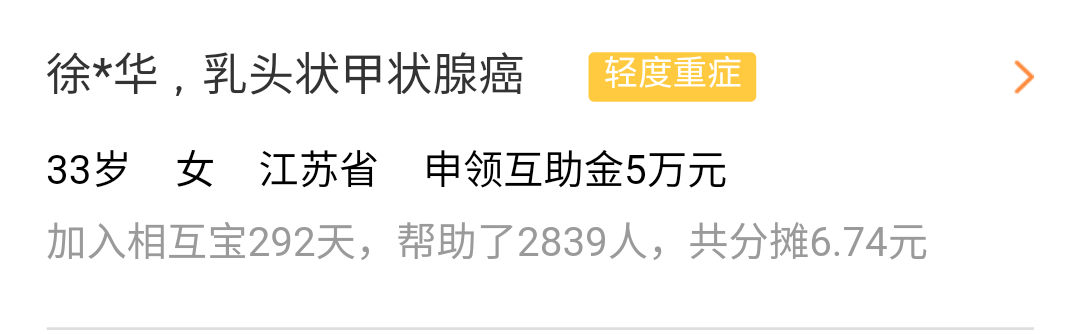 徐*华，乳头状甲状腺癌 轻度重症
33岁 女 江苏省 申领互助金5万元
加入相互宝292天，帮助了2839人，共分摊6.74元